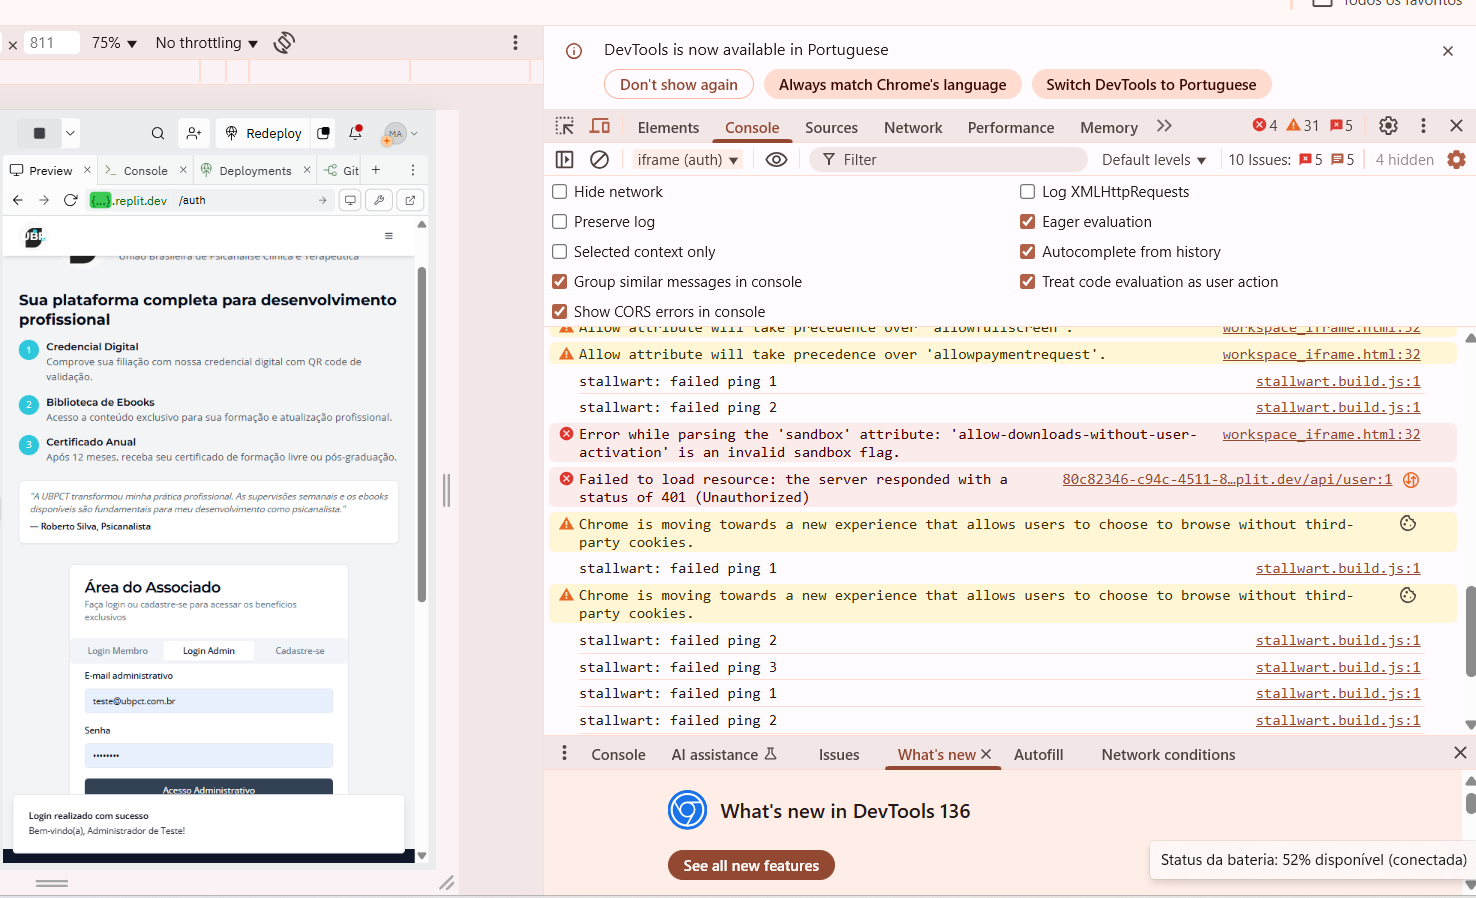 Todos os favoritos
× 811 75% No throttling
DevTools is now available in Portuguese
Don't show again Always match Chrome's language Switch DevTools to Portuguese
Elements Console Sources Network Performance Memory 4 31 5
iframe (auth) Filter Default levels 10 Issues: 5 5 4 hidden
Hide network
Log XMLHttpRequests
Preserve log
Eager evaluation
Selected context only
Autocomplete from history
Group similar messages in console
Treat code evaluation as user action
Show CORS errors in console
Redeploy MA
Preview Console Deployments Git
{...}.replit.dev /auth
UBP
União Brasileira de Psicanálise Clínica e Terapêutica
Sua plataforma completa para desenvolvimento
profissional
1 Credencial Digital
Comprove sua filiação com nossa credencial digital com QR code de
validação.
2 Biblioteca de Ebooks
Acesso a conteúdo exclusivo para sua formação e atualização profissional.
3 Certificado Anual
Após 12 meses, receba seu certificado de formação livre ou pós-graduação.
"A UBPCT transformou minha prática profissional. As supervisões semanais e os ebooks
disponíveis são fundamentais para meu desenvolvimento como psicanalista."
— Roberto Silva, Psicanalista
Área do Associado
Faça login ou cadastre-se para acessar os benefícios
exclusivos
Login Membro Login Admin Cadastre-se
E-mail administrativo
teste@ubpct.com.br
Senha
••••••••
Acesso Administrativo
Login realizado com sucesso
Bem-vindo(a), Administrador de Teste!
Allow attribute will take precedence over 'allowfullscreen'. workspace_iframe.html:32
Allow attribute will take precedence over 'allowpaymentrequest'. workspace_iframe.html:32
stallwart: failed ping 1 stallwart.build.js:1
stallwart: failed ping 2 stallwart.build.js:1
Error while parsing the 'sandbox' attribute: 'allow-downloads-without-user- workspace_iframe.html:32
activation' is an invalid sandbox flag.
Failed to load resource: the server responded with a 80c82346-c94c-4511-8…plit.dev/api/user:1
status of 401 (Unauthorized)
Chrome is moving towards a new experience that allows users to choose to browse without third-
party cookies.
stallwart: failed ping 1 stallwart.build.js:1
Chrome is moving towards a new experience that allows users to choose to browse without third-
party cookies.
stallwart: failed ping 2 stallwart.build.js:1
stallwart: failed ping 3 stallwart.build.js:1
stallwart: failed ping 1 stallwart.build.js:1
stallwart: failed ping 2 stallwart.build.js:1
Console AI assistance Issues What's new Autofill Network conditions
What's new in DevTools 136
See all new features
Status da bateria: 52% disponível (conectada)